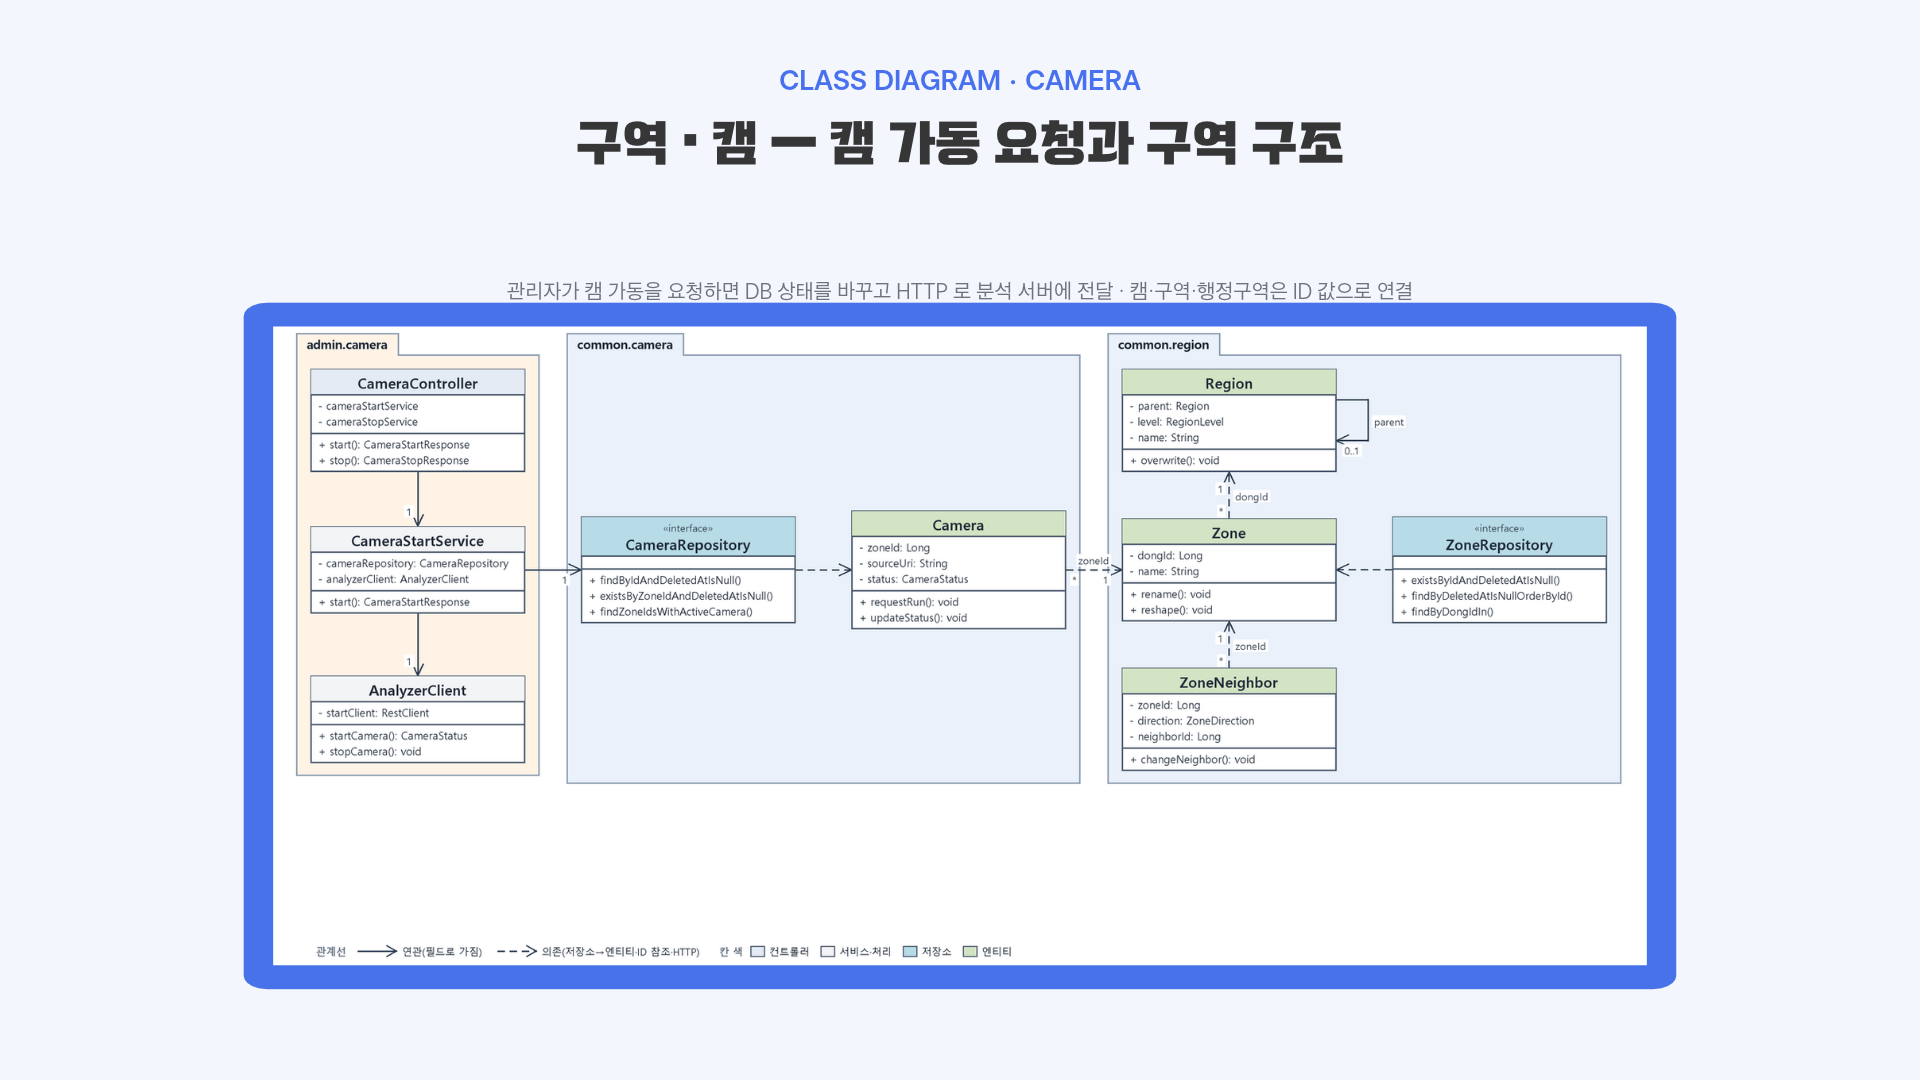 CLASS DIAGRAM · CAMERA
구역 · 캠 — 캠 가동 요청과 구역 구조
관리자가 캠 가동을 요청하면 DB 상태를 바꾸고 HTTP 로 분석 서버에 전달 · 캠·구역·행정구역은 ID 값으로 연결
admin.camera
CameraController
- cameraStartService
- cameraStopService
+ start(): CameraStartResponse
+ stop(): CameraStopResponse
1
CameraStartService
- cameraRepository: CameraRepository
- analyzerClient: AnalyzerClient
+ start(): CameraStartResponse
1
1
AnalyzerClient
- startClient: RestClient
+ startCamera(): CameraStatus
+ stopCamera(): void
common.camera
«interface»
CameraRepository
+ findByIdAndDeletedAtIsNull()
+ existsByZoneIdAndDeletedAtIsNull()
+ findZoneIdsWithActiveCamera()
Camera
- zoneId: Long
- sourceUri: String
- status: CameraStatus
+ requestRun(): void
+ updateStatus(): void
zoneId
* 1
common.region
Region
- parent: Region
- level: RegionLevel
- name: String
+ overwrite(): void
parent
0..1
1
dongId
*
Zone
- dongId: Long
- name: String
+ rename(): void
+ reshape(): void
1
zoneId
*
ZoneNeighbor
- zoneId: Long
- direction: ZoneDirection
- neighborId: Long
+ changeNeighbor(): void
«interface»
ZoneRepository
+ existsByIdAndDeletedAtIsNull()
+ findByDeletedAtIsNullOrderById()
+ findByDongIdIn()
관계선 연관(필드로 가짐) 의존(저장소→엔티티·ID 참조·HTTP) 칸 색 컨트롤러 서비스·처리 저장소 엔티티